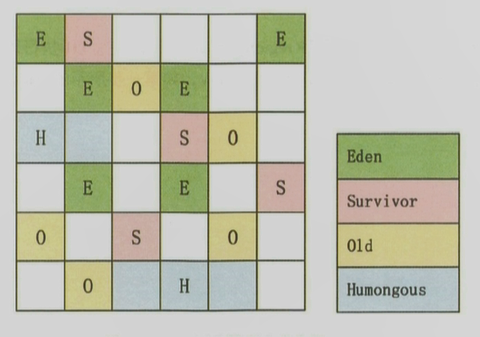 E S E
E O E
H S O
E E S
O S O
O H
Eden
Survivor
Old
Humongous